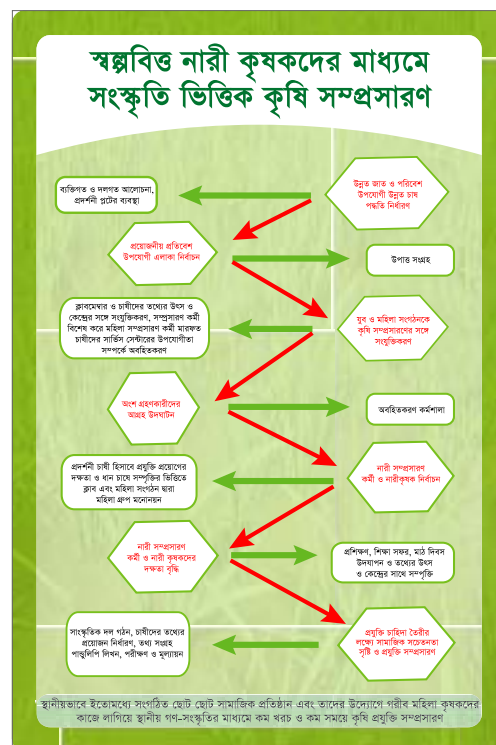 স্বল্পবিত্ত নারী কৃষকদের মাধ্যমে
সংস্কৃতি ভিত্তিক কৃষি সম্প্রসারণ
উন্নত জাত ও পরিবেশ
উপযোগী উন্নত চাষ
পদ্ধতি নির্ধারণ
ব্যক্তিগত ও দলগত আলোচনা,
প্রদর্শনী প্লটের ব্যবস্থা
প্রয়োজনীয় প্রতিবেশ
উপযোগী এলাকা নির্বাচন
উপাত্ত সংগ্রহ
যুব ও মহিলা সংগঠনকে
কৃষি সম্প্রসারণের সঙ্গে
সংযুক্তিকরণ
ক্লাবমেম্বার ও চাষীদের তথ্যের উৎস ও
কেন্দ্রের সঙ্গে সংযুক্তিকরণ, সম্প্রসারণ কর্মী
বিশেষ করে মহিলা সম্প্রসারণ কর্মী মারফত
চাষীদের সার্ভিস সেন্টারের উপযোগীতা
সম্পর্কে অবহিতকরণ
অংশ গ্রহণকারীদের
আগ্রহ উদঘাটন
অবহিতকরণ কর্মশালা
নারী সম্প্রসারণ
কর্মী ও নারীকৃষক নির্বাচন
প্রদর্শনী চাষী হিসাবে প্রযুক্তি প্রয়োগের
দক্ষতা ও ধান চাষে সম্পৃক্তির ভিত্তিতে
ক্লাব এবং মহিলা সংগঠন দ্বারা
মহিলা গ্রুপ মনোনয়ন
নারী সম্প্রসারণ
কর্মী ও নারী কৃষকদের
দক্ষতা বৃদ্ধি
প্রশিক্ষণ, শিক্ষা সফর, মাঠ দিবস
উদযাপন ও তথ্যের উৎস
ও কেন্দ্রের সাথে সম্পৃক্তি
প্রযুক্তি চাহিদা তৈরীর
লক্ষ্যে সামাজিক সচেতনতা
সৃষ্টি ও প্রযুক্তি সম্প্রসারণ
সাংস্কৃতিক দল গঠন, চাষীদের তথ্যের
প্রয়োজন নির্ধারণ, তথ্য সংগ্রহ
পান্ডুলিপি লিখন, পরীক্ষণ ও মূল্যায়ন
স্থানীয়ভাবে ইতোমধ্যে সংগঠিত ছোট ছোট সামাজিক প্রতিষ্ঠান এবং তাদের উদ্যোগে গরীব মহিলা কৃষকদের
কাজে লাগিয়ে স্থানীয় গণ-সংস্কৃতির মাধ্যমে কম খরচ ও কম সময়ে কৃষি প্রযুক্তি সম্প্রসারণ